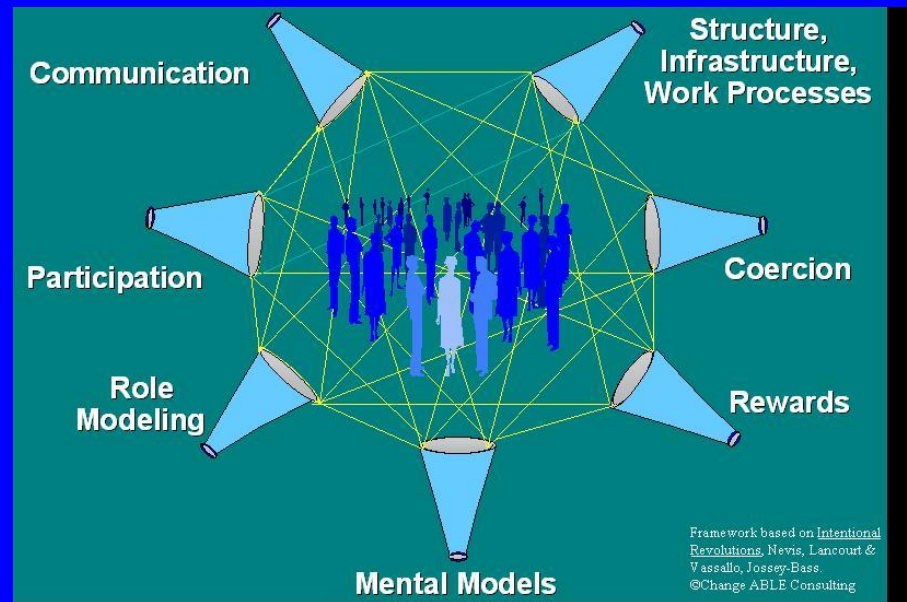 Communication
Structure,
Infrastructure,
Work Processes
Participation
Coercion
Role
Modeling
Rewards
Mental Models
Framework based on Intentional
Revolutions, Nevis, Lancourt &
Vassallo, Jossey-Bass.
©Change ABLE Consulting